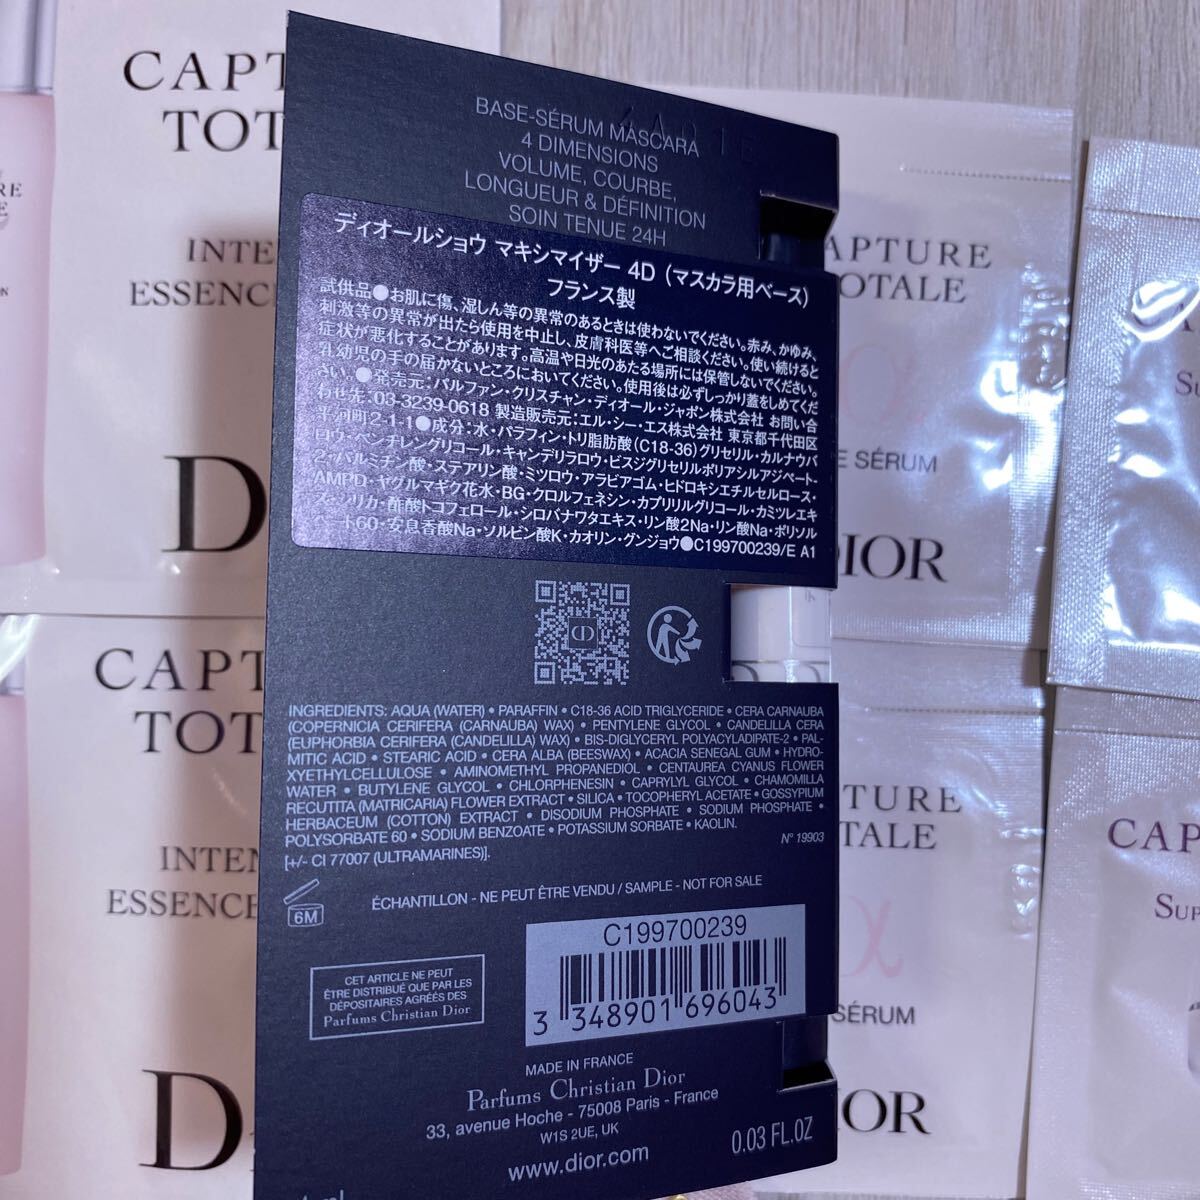 BASE-SÉRUM MASCARA
4 DIMENSIONS
VOLUME, COURBE,
LONGUEUR & DÉFINITION
SOIN TENUE 24H
ディオールショウ マキシマイザー 4D（マスカラ用ベース）
フランス製
試供品●お肌に傷、湿しん等の異常のあるときは使わないでください。赤み、かゆみ、
刺激等の異常が出たら使用を中止し、皮膚科医等へご相談ください。使い続けると
症状が悪化することがあります。高温や日光のあたる場所には保管しないでください。
乳幼児の手の届かないところにおいてください。使用後は必ずしっかり蓋をしめてくだ
さい。●発売元：パルファン・クリスチャン・ディオール・ジャポン株式会社 お問い合
わせ先：03-3239-0618 製造販売元：エル・シー・エス株式会社 東京都千代田区
平河町2-1-1●成分・水・パラフィン・トリ脂肪酸(C18-36)グリセリル・カルナウバ
ロウ・ペンチレングリコール・キャンデリラロウ・ビスジグリセリルポリアシルアジペート-
2・パルミチン酸・ステアリン酸・ミツロウ・アラビアゴム・ヒドロキシエチルセルロース・
AMPD・ヤグルマギク花水・BG・クロルフェネシン・カプリリルグリコール・カミツレエキ
ス・シリカ・酢酸トコフェロール・シロバナワタエキス・リン酸2Na・リン酸Na・ポリソル
ベート60・安息香酸Na・ソルビン酸K・カオリン・グンジョウ●C199700239/E A1
INGREDIENTS: AQUA (WATER) • PARAFFIN • C18-36 ACID TRIGLYCERIDE • CERA CARNAUBA
(COPERNICIA CERIFERA (CARNAUBA) WAX) • PENTYLENE GLYCOL • CANDELILLA CERA
(EUPHORBIA CERIFERA (CANDELILLA) WAX) • BIS-DIGLYCERYL POLYACYLADIPATE-2 • PAL-
MITIC ACID • STEARIC ACID • CERA ALBA (BEESWAX) • ACACIA SENEGAL GUM • HYDRO-
XYETHYLCELLULOSE • AMINOMETHYL PROPANEDIOL • CENTAUREA CYANUS FLOWER
WATER • BUTYLENE GLYCOL • CHLORPHENESIN • CAPRYLYL GLYCOL • CHAMOMILLA
RECUTITA (MATRICARIA) FLOWER EXTRACT • SILICA • TOCOPHERYL ACETATE • GOSSYPIUM
HERBACEUM (COTTON) EXTRACT • DISODIUM PHOSPHATE • SODIUM PHOSPHATE •
POLYSORBATE 60 • SODIUM BENZOATE • POTASSIUM SORBATE • KAOLIN.
[+/- CI 77007 (ULTRAMARINES)].
N° 19903
6M
ÉCHANTILLON - NE PEUT ÊTRE VENDU / SAMPLE - NOT FOR SALE
CET ARTICLE NE PEUT
ÊTRE DISTRIBUÉ QUE PAR LES
DÉPOSITAIRES AGRÉÉS DES
Parfums Christian Dior
C199700239
3 348901 696043
MADE IN FRANCE
Parfums Christian Dior
33, avenue Hoche - 75008 Paris - France
W1S 2UE, UK
www.dior.com
0.03 FL.OZ
CAPT
TOT
INTEN
ESSENCE
D
CAPT
TOT
INTEN
ESSENCE
D
APTURE
OTALE
E SÉRUM
DIOR
PTURE
OTALE
α
SÉRUM
IOR
CAP
SUP